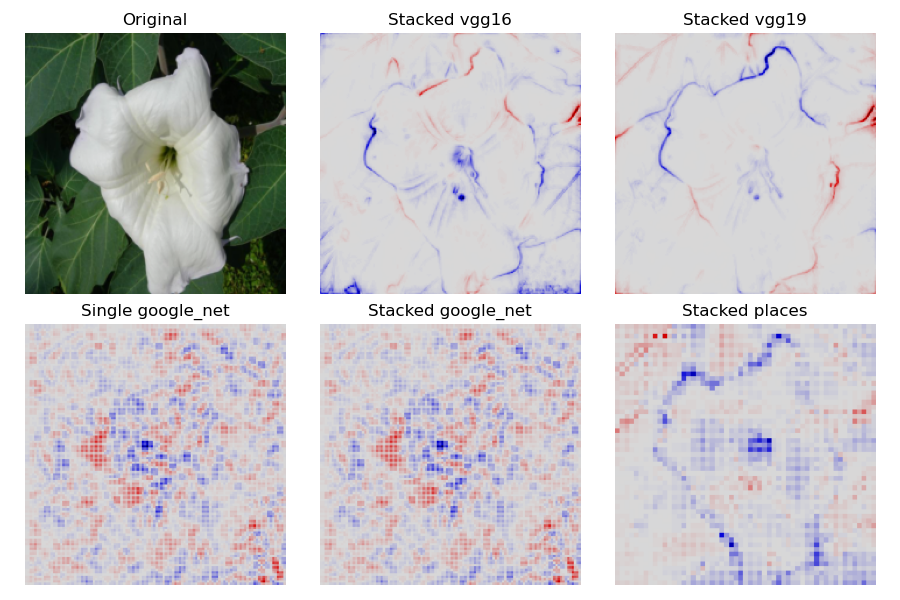 Original
Stacked vgg16
Stacked vgg19
Single google_net
Stacked google_net
Stacked places